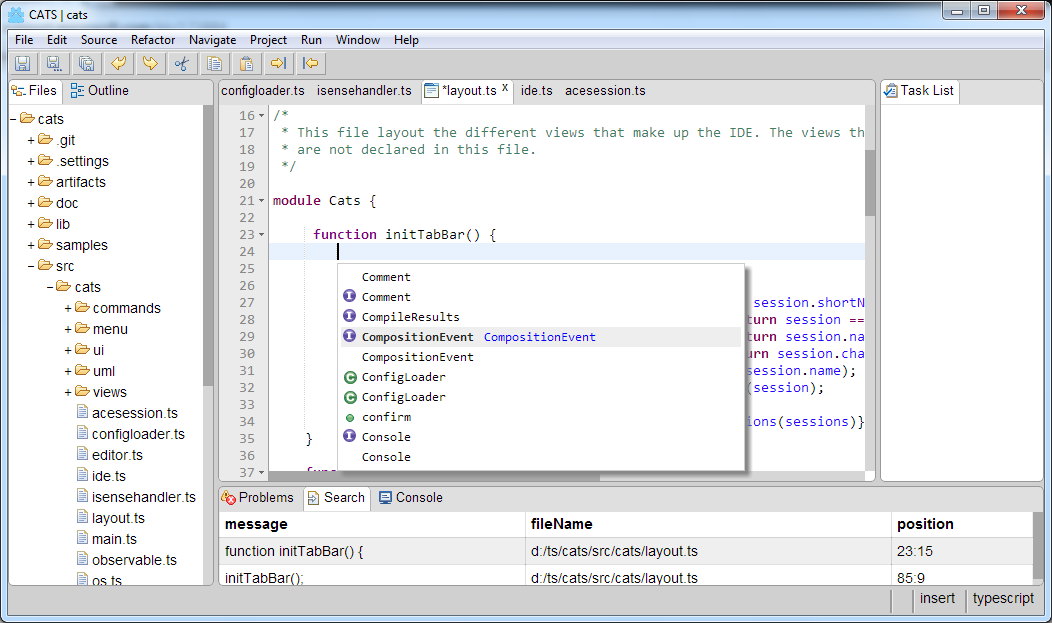 CATS | cats
File Edit Source Refactor Navigate Project Run Window Help
Files Outline
cats
.git
.settings
artifacts
doc
lib
samples
src
cats
commands
menu
ui
uml
views
acesession.ts
configloader.ts
editor.ts
ide.ts
isensehandler.ts
layout.ts
main.ts
observable.ts
os.ts
configloader.ts isensehandler.ts *layout.ts X ide.ts acesession.ts
16 /*
17 * This file layout the different views that make up the IDE. The views th
18 * are not declared in this file.
19 */
20
21 module Cats {
22
23 function initTabBar() {
24
25
26
27 session.shortN
28 turn session ==
29 turn session.na
30 urn session.cha
31 session.name);
32 (session);
33
34 ions(sessions)}
35 }
36
37
Comment
Comment
CompileResults
CompositionEvent CompositionEvent
CompositionEvent
ConfigLoader
ConfigLoader
confirm
Console
Console
Task List
Problems Search Console
message fileName position
function initTabBar() { d:/ts/cats/src/cats/layout.ts 23:15
initTabBar(); d:/ts/cats/src/cats/layout.ts 85:9
insert typescript